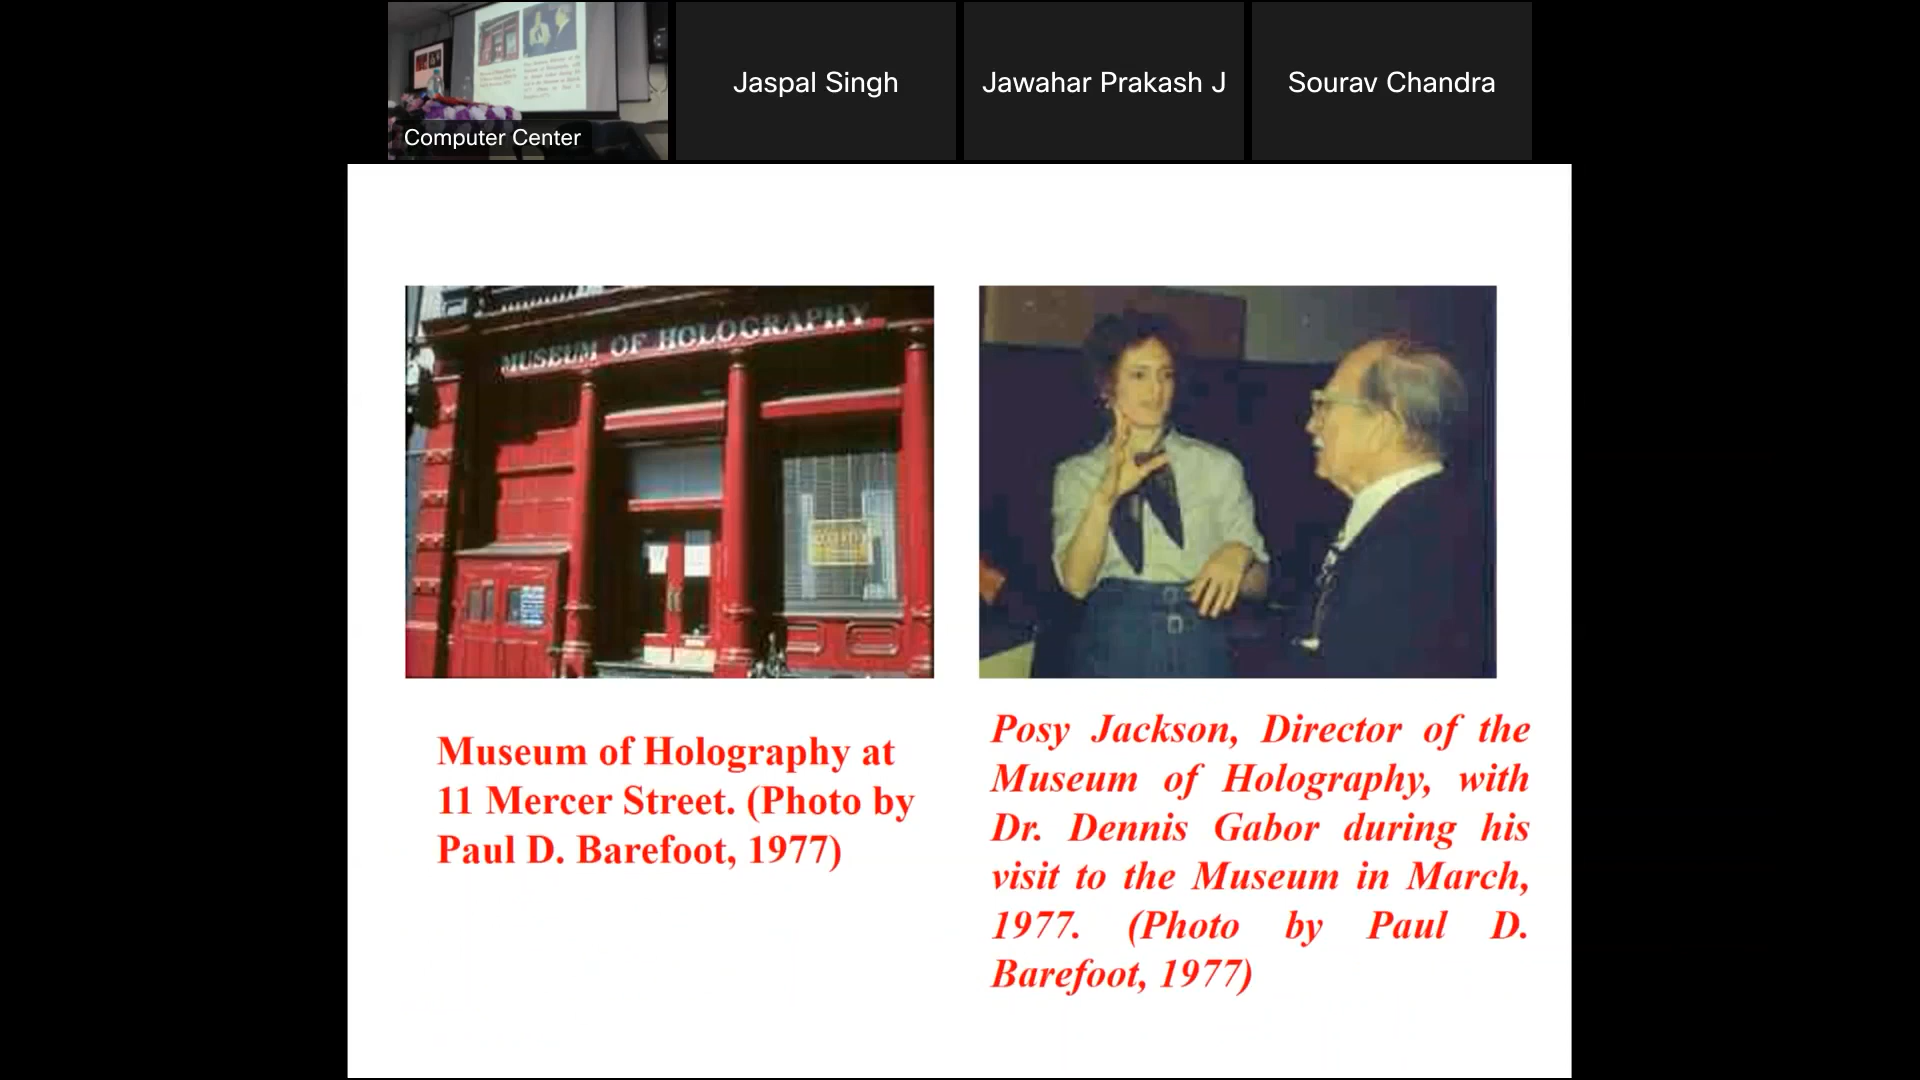 Computer Center
Jaspal Singh
Jawahar Prakash J
Sourav Chandra
MUSEUM OF HOLOGRAPHY
Museum of Holography at
11 Mercer Street. (Photo by
Paul D. Barefoot, 1977)
Posy Jackson, Director of the
Museum of Holography, with
Dr. Dennis Gabor during his
visit to the Museum in March,
1977. (Photo by Paul D.
Barefoot, 1977)